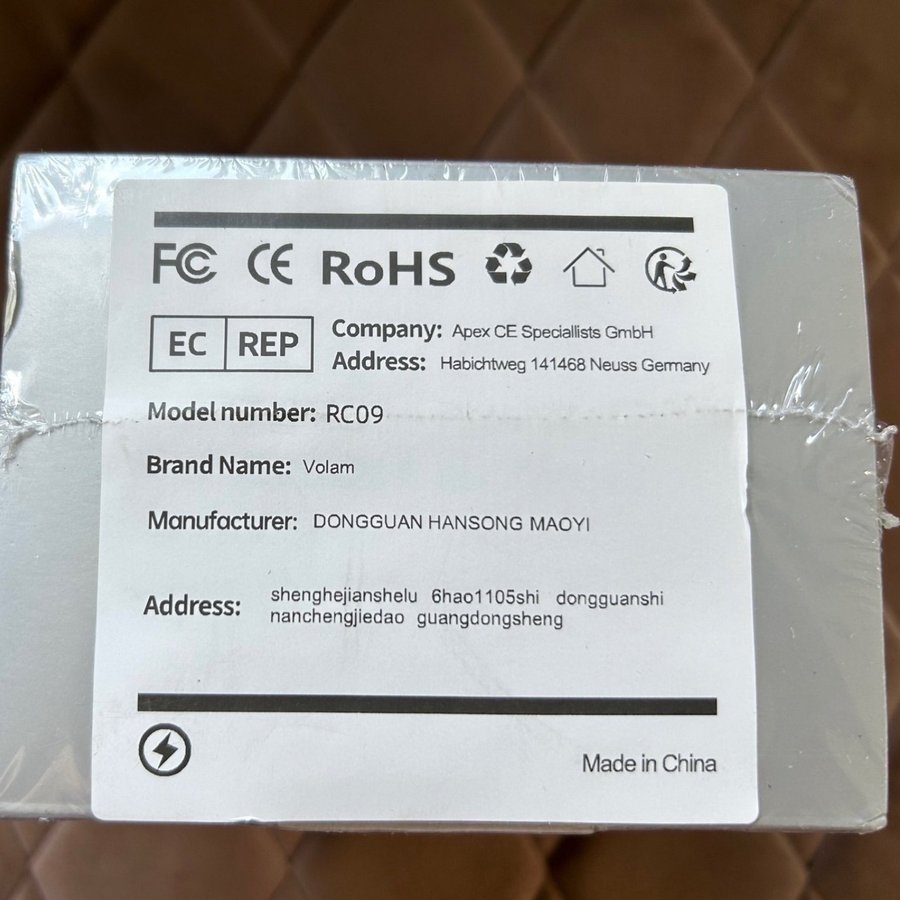 FC CE RoHS
EC REP
Company: Apex CE Speciallists GmbH
Address: Habichtweg 141468 Neuss Germany
Model number: RC09
Brand Name: Volam
Manufacturer: DONGGUAN HANSONG MAOYI
Address: shenghejianshelu 6hao1105shi dongguanshi
nanchengjiedao guangdongsheng
Made in China